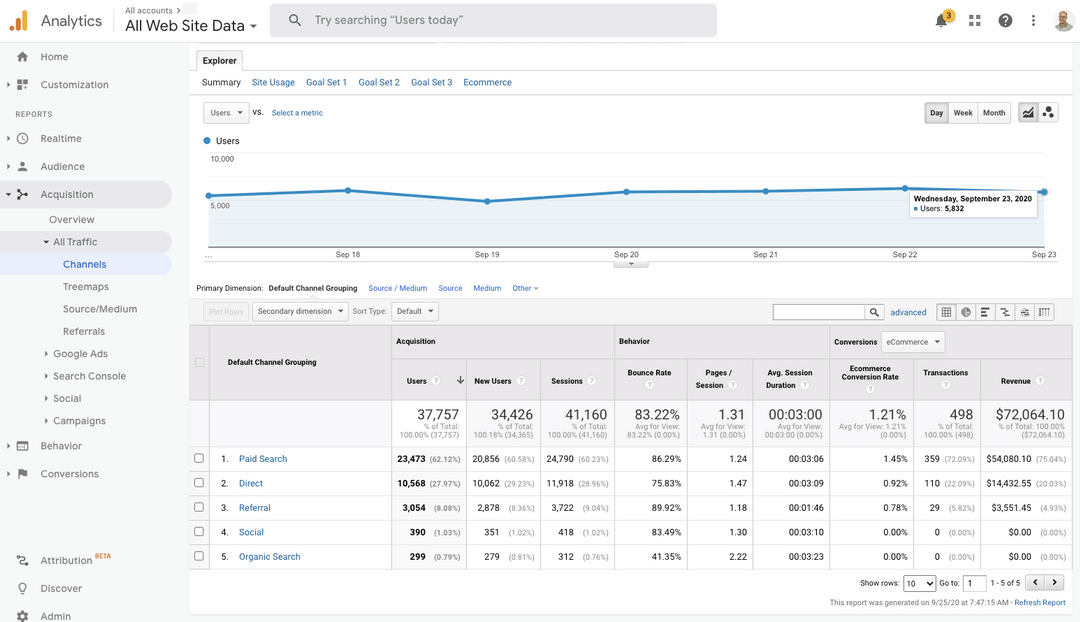 Analytics
All accounts >
All Web Site Data
Try searching “Users today”
3
Home
Customization
REPORTS
Realtime
Audience
Acquisition
Overview
All Traffic
Channels
Treemaps
Source/Medium
Referrals
Google Ads
Search Console
Social
Campaigns
Behavior
Conversions
Attribution BETA
Discover
Admin
Explorer
Summary Site Usage Goal Set 1 Goal Set 2 Goal Set 3 Ecommerce
Users vs. Select a metric Day Week Month
Users
10,000
5,000
Wednesday, September 23, 2020
Users: 5,832
... Sep 18 Sep 19 Sep 20 Sep 21 Sep 22 Sep 23
Primary Dimension: Default Channel Grouping Source / Medium Source Medium Other
Plot Rows Secondary dimension Sort Type: Default advanced
Default Channel Grouping Acquisition Behavior Conversions eCommerce
Users ? New Users ? Sessions ? Bounce Rate ? Pages / Session ? Avg. Session Duration ? Ecommerce Conversion Rate ? Transactions ? Revenue ?
37,757 34,426 41,160 83.22% 1.31 00:03:00 1.21% 498 $72,064.10
% of Total: % of Total: % of Total: Avg for View: Avg for View: Avg for View: Avg for View: 1.21% % of Total: % of Total: 100.00%
100.00% (37,757) 100.18% (34,365) 100.00% (41,160) 83.22% (0.00%) 1.31 (0.00%) 00:03:00 (0.00%) (0.00%) 100.00% (498) ($72,064.10)
1. Paid Search 23,473 (62.12%) 20,856 (60.58%) 24,790 (60.23%) 86.29% 1.24 00:03:06 1.45% 359 (72.09%) $54,080.10 (75.04%)
2. Direct 10,568 (27.97%) 10,062 (29.23%) 11,918 (28.96%) 75.83% 1.47 00:03:09 0.92% 110 (22.09%) $14,432.55 (20.03%)
3. Referral 3,054 (8.08%) 2,878 (8.36%) 3,722 (9.04%) 89.92% 1.18 00:01:46 0.78% 29 (5.82%) $3,551.45 (4.93%)
4. Social 390 (1.03%) 351 (1.02%) 418 (1.02%) 83.49% 1.30 00:03:10 0.00% 0 (0.00%) $0.00 (0.00%)
5. Organic Search 299 (0.79%) 279 (0.81%) 312 (0.76%) 41.35% 2.22 00:03:23 0.00% 0 (0.00%) $0.00 (0.00%)
Show rows: 10 Go to: 1 1 - 5 of 5
This report was generated on 9/25/20 at 7:47:15 AM - Refresh Report